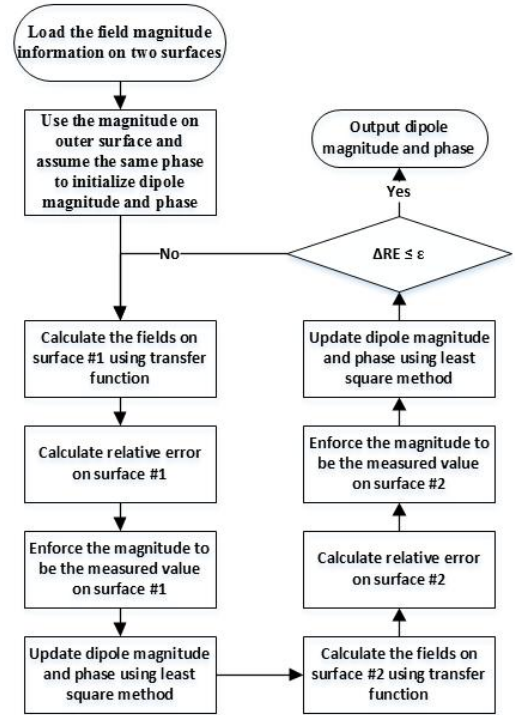 Load the field magnitude
information on two surfaces
Use the magnitude on
outer surface and
assume the same phase
to initialize dipole
magnitude and phase
No
Calculate the fields on
surface #1 using transfer
function
Calculate relative error
on surface #1
Enforce the magnitude to
be the measured value
on surface #1
Update dipole magnitude
and phase using least
square method
Calculate the fields on
surface #2 using transfer
function
Calculate relative error
on surface #2
Enforce the magnitude to
be the measured value
on surface #2
Update dipole magnitude
and phase using least
square method
ΔRE ≤ ε
Yes
Output dipole
magnitude and phase